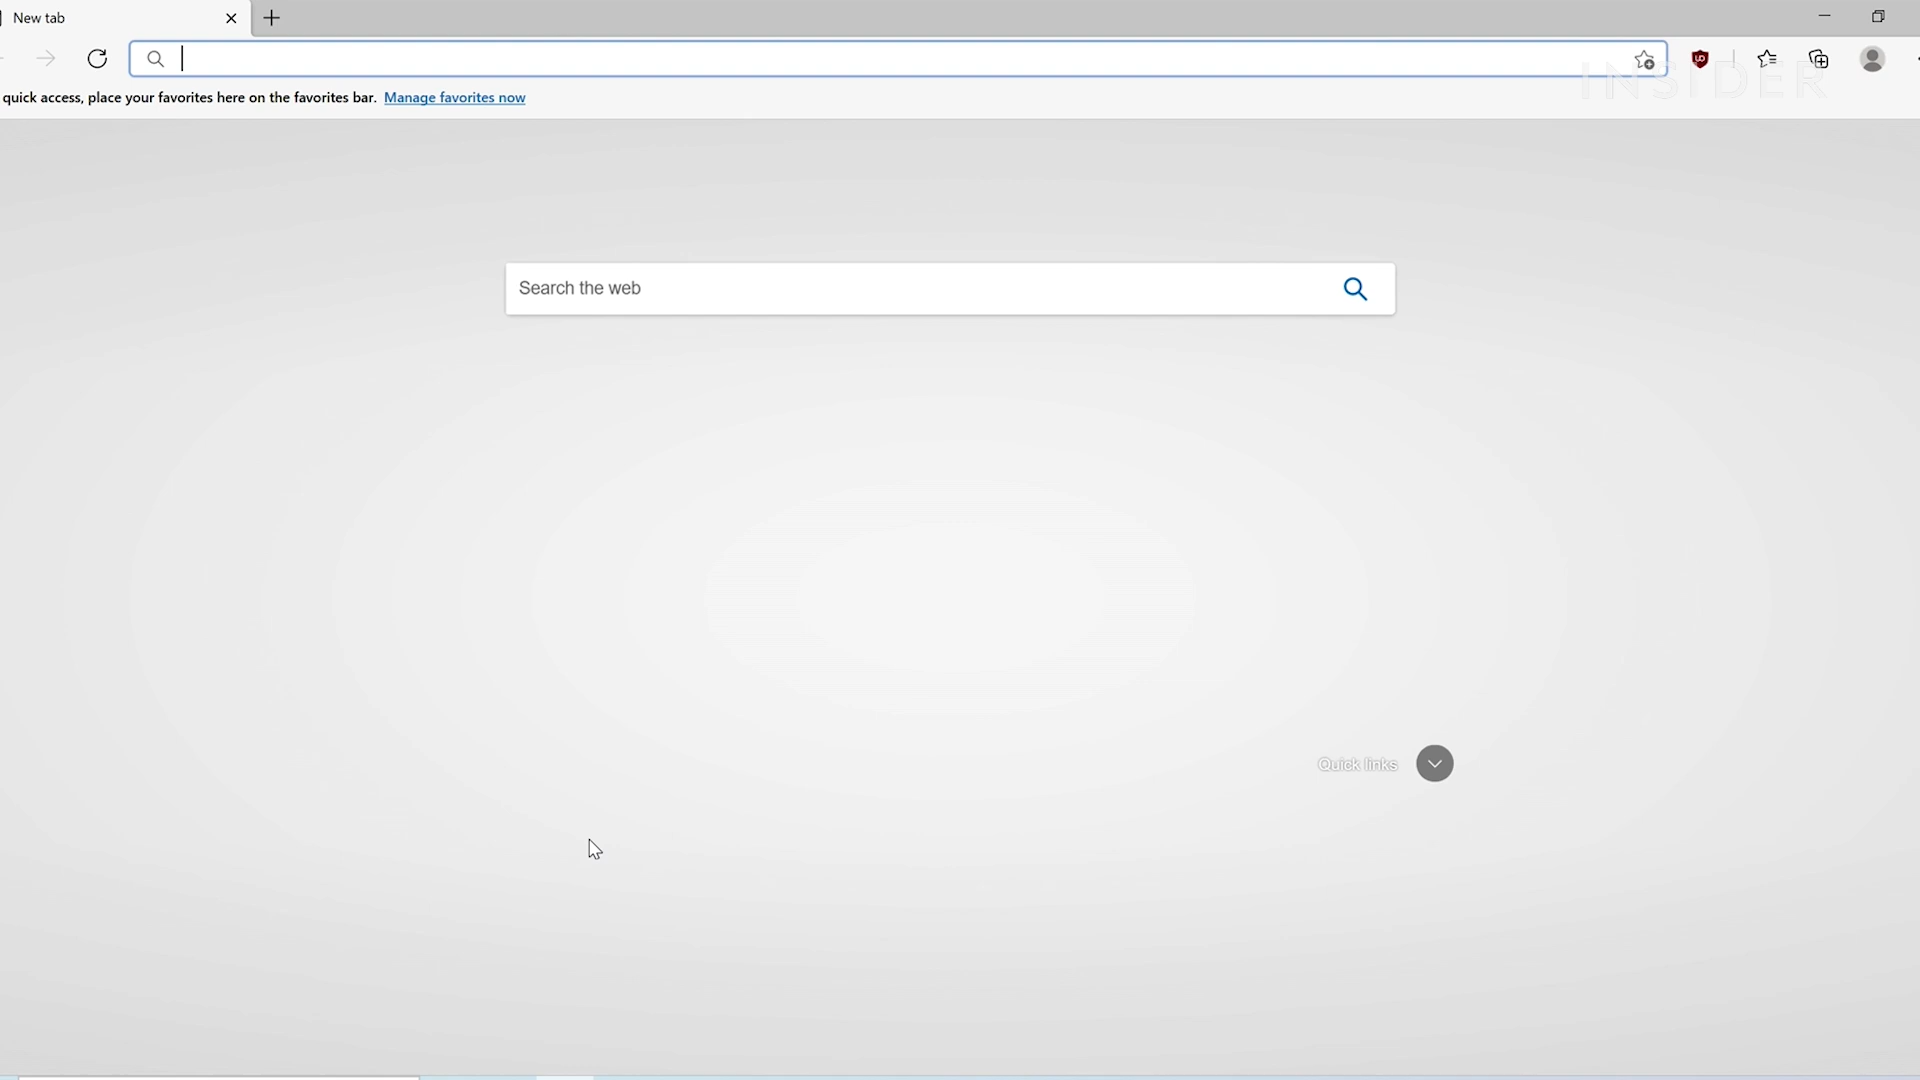 New tab
quick access, place your favorites here on the favorites bar. Manage favorites now
INSIDER
Search the web
Quick links